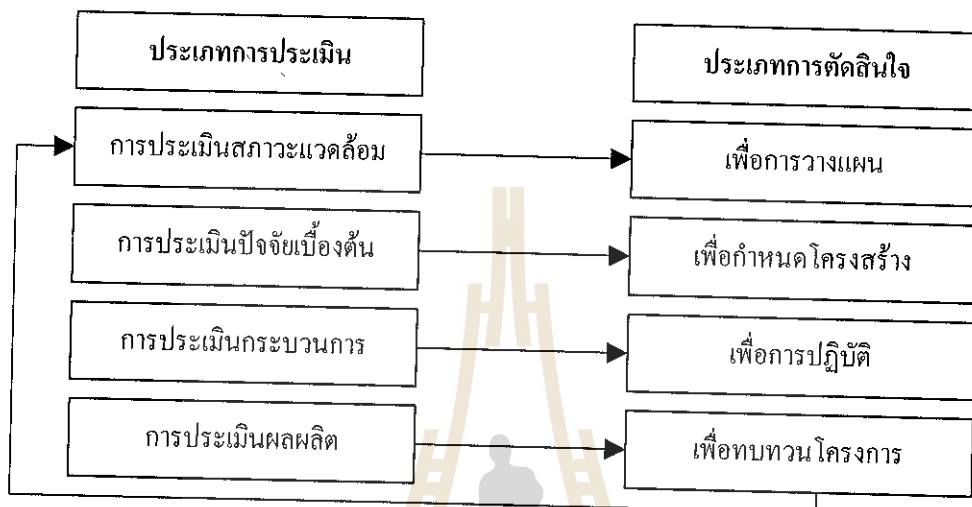 ประเภทการประเมิน
ประเภทการตัดสินใจ
การประเมินสภาวะแวดล้อม
เพื่อการวางแผน
การประเมินปัจจัยเบื้องต้น
เพื่อกำหนดโครงสร้าง
การประเมินกระบวนการ
เพื่อการปฏิบัติ
การประเมินผลผลิต
เพื่อทบทวนโครงการ